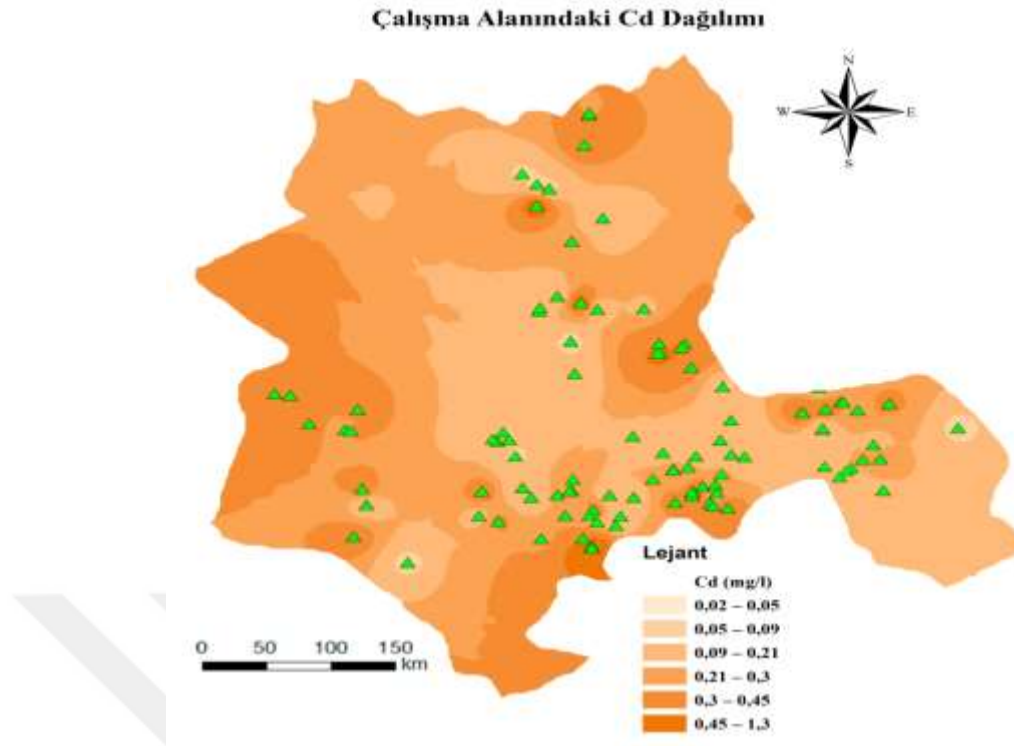 Çalışma Alanındaki Cd Dağılımı
N
W E
S
Lejant
Cd (mg/l)
0,02 – 0,05
0,05 – 0,09
0,09 – 0,21
0,21 – 0,3
0,3 – 0,45
0,45 – 1,3
0 50 100 150
km